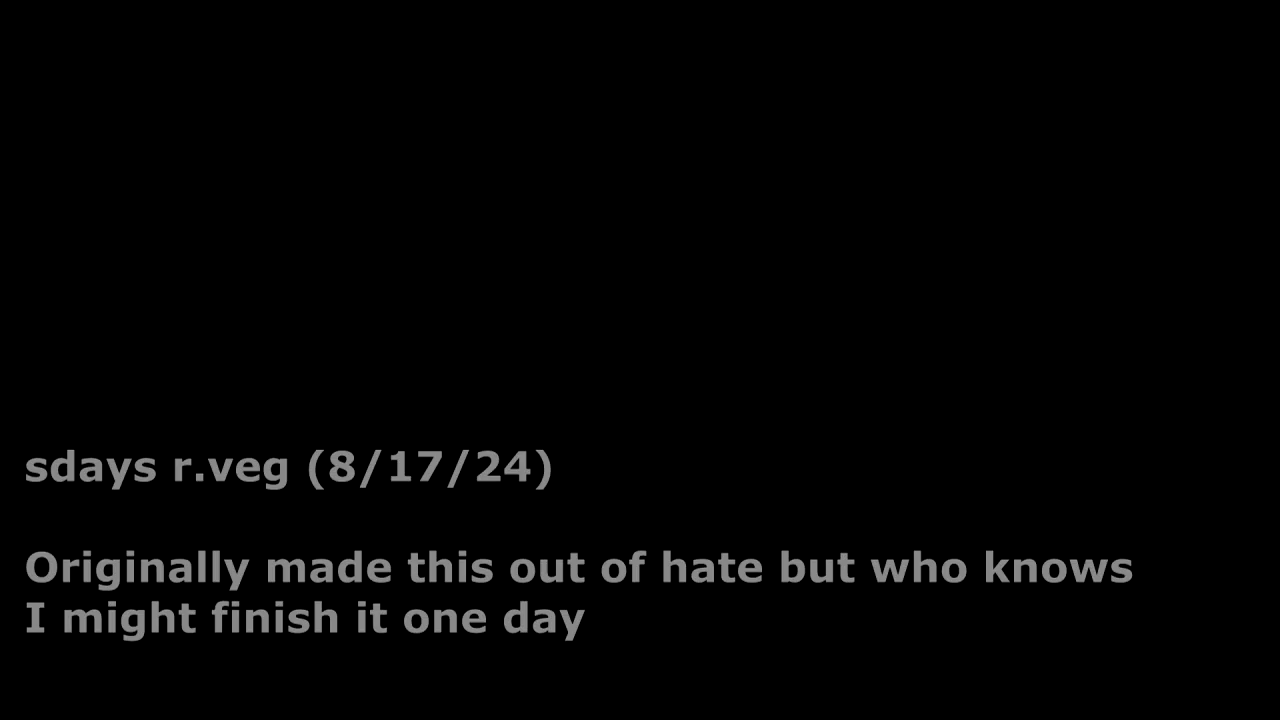 sdays r.veg (8/17/24)
Originally made this out of hate but who knows
I might finish it one day